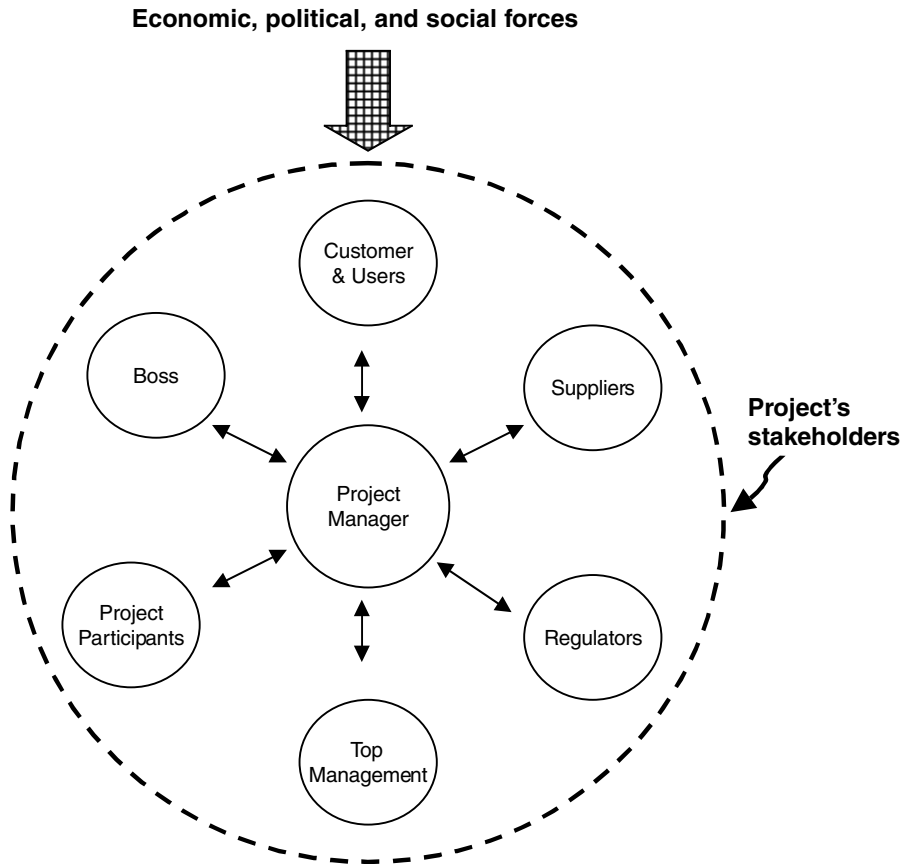 Economic, political, and social forces
Customer
& Users
Boss
Suppliers
Project's
stakeholders
Project
Manager
Project
Participants
Regulators
Top
Management